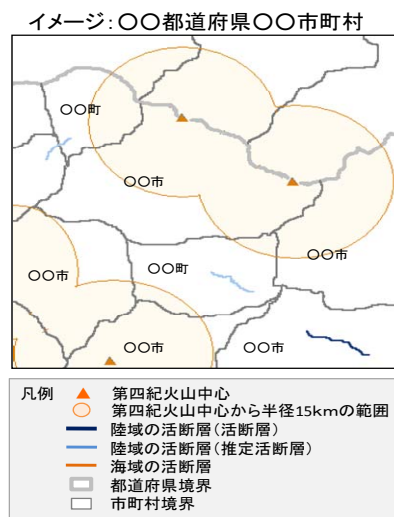 イメージ:〇〇都道府県〇〇市町村
〇〇町
〇〇市
〇〇市
〇〇市
〇〇町
〇〇市
〇〇市
凡例
第四紀火山中心
第四紀火山中心から半径15kmの範囲
陸域の活断層(活断層)
陸域の活断層(推定活断層)
海域の活断層
都道府県境界
市町村境界